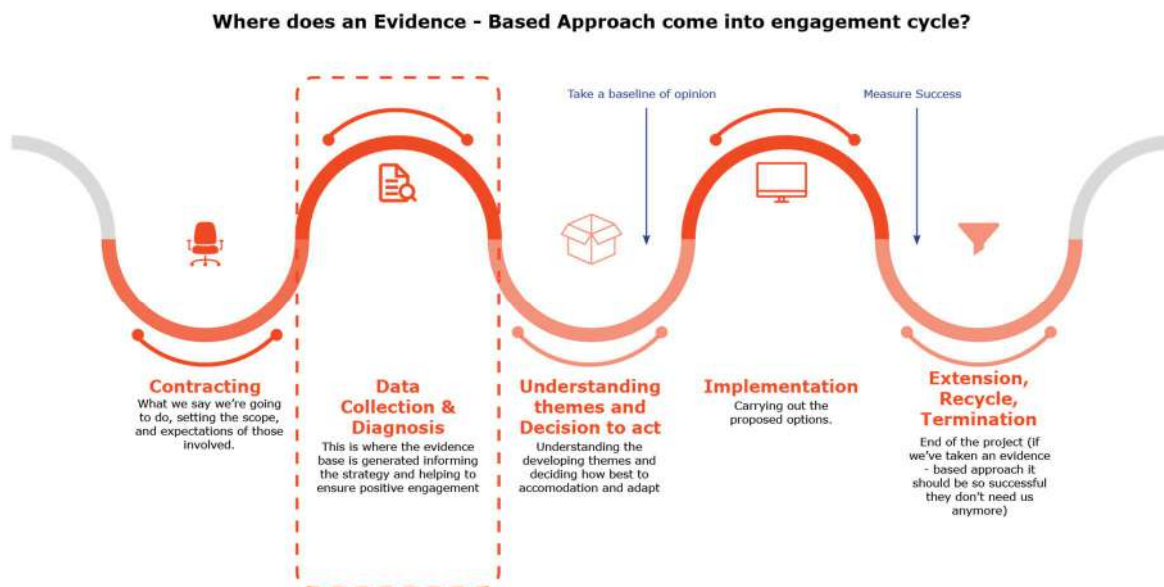 Where does an Evidence - Based Approach come into engagement cycle?
Take a baseline of opinion
Measure Success
Contracting
What we say we're going
to do, setting the scope,
and expectations of those
involved.
Data
Collection &
Diagnosis
This is where the evidence
base is generated informing
the strategy and helping to
ensure positive engagement
Understanding
themes and
Decision to act
Understanding the
developing themes and
deciding how best to
accomodation and adapt
Implementation
Carrying out the
proposed options.
Extension,
Recycle,
Termination
End of the project (if
we've taken an evidence
- based approach it
should be so successful
they don't need us
anymore)